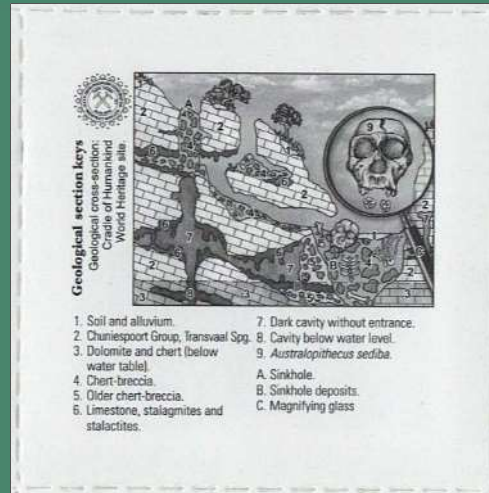 Geological section keys
Geological cross-section:
Cradle of Humankind
World Heritage site.
1. Soil and alluvium.
2. Chuniespoort Group, Transvaal Spg.
3. Dolomite and chert (below
water table).
4. Chert-breccia.
5. Older chert-breccia.
6. Limestone, stalagmites and
stalactites.
7. Dark cavity without entrance.
8. Cavity below water level.
9. Australopithecus sediba.
A. Sinkhole.
B. Sinkhole deposits.
C. Magnifying glass